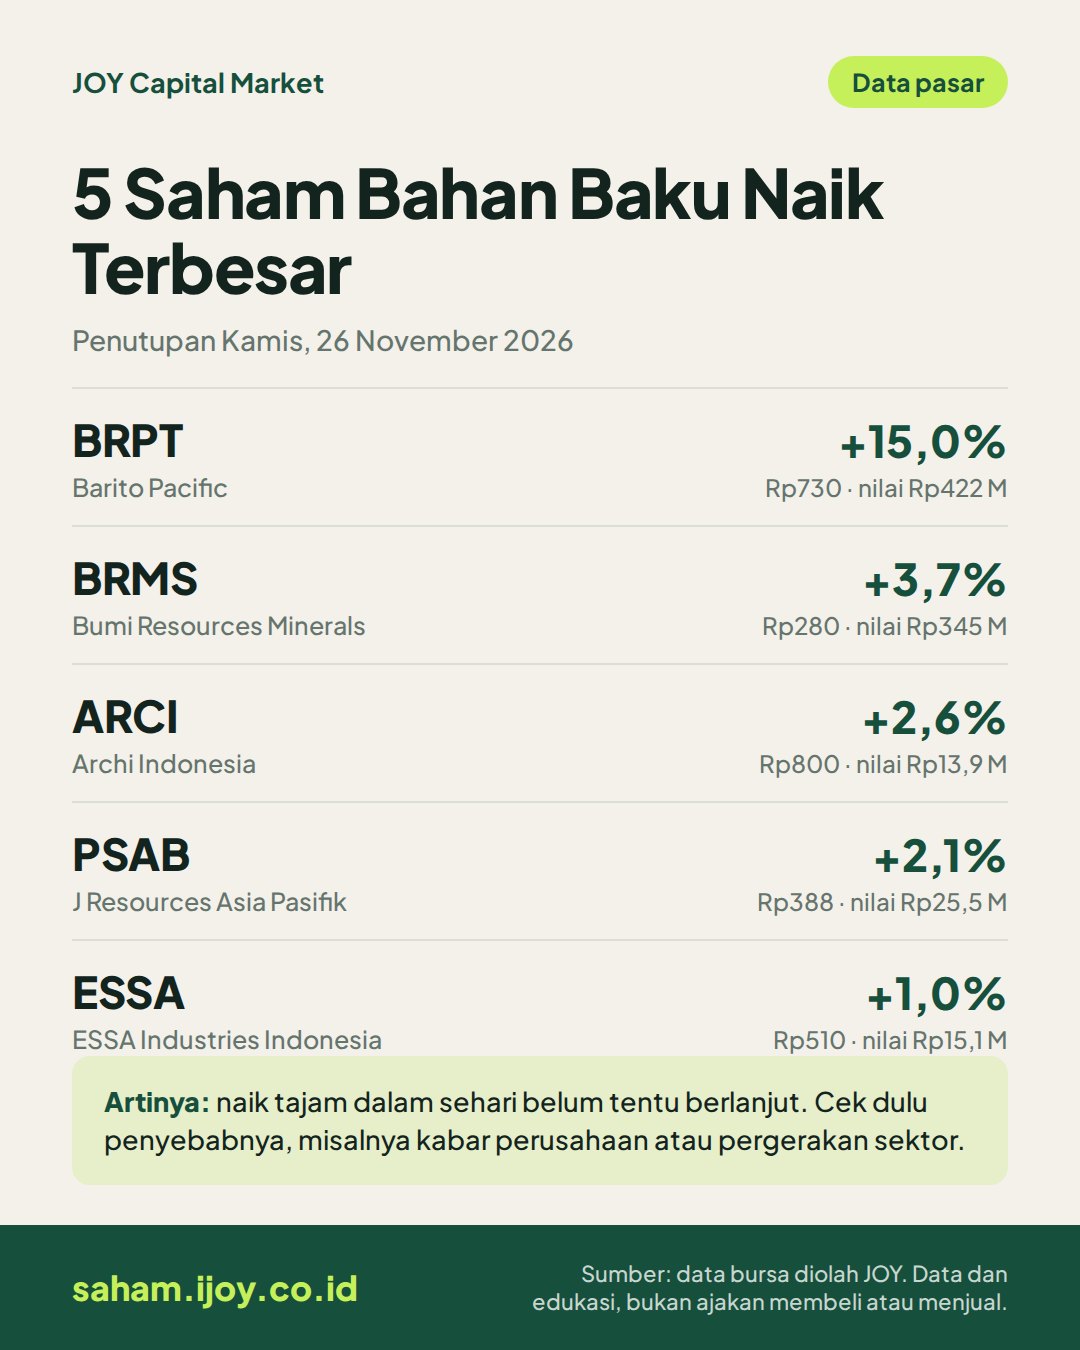 JOY Capital Market
Data pasar
5 Saham Bahan Baku Naik
Terbesar
Penutupan Kamis, 26 November 2026
BRPT
+15,0%
Barito Pacific
Rp730 · nilai Rp422 M
BRMS
+3,7%
Bumi Resources Minerals
Rp280 · nilai Rp345 M
ARCI
+2,6%
Archi Indonesia
Rp800 · nilai Rp13,9 M
PSAB
+2,1%
J Resources Asia Pasifik
Rp388 · nilai Rp25,5 M
ESSA
+1,0%
ESSA Industries Indonesia
Rp510 · nilai Rp15,1 M
Artinya: naik tajam dalam sehari belum tentu berlanjut. Cek dulu
penyebabnya, misalnya kabar perusahaan atau pergerakan sektor.
saham.ijoy.co.id
Sumber: data bursa diolah JOY. Data dan
edukasi, bukan ajakan membeli atau menjual.